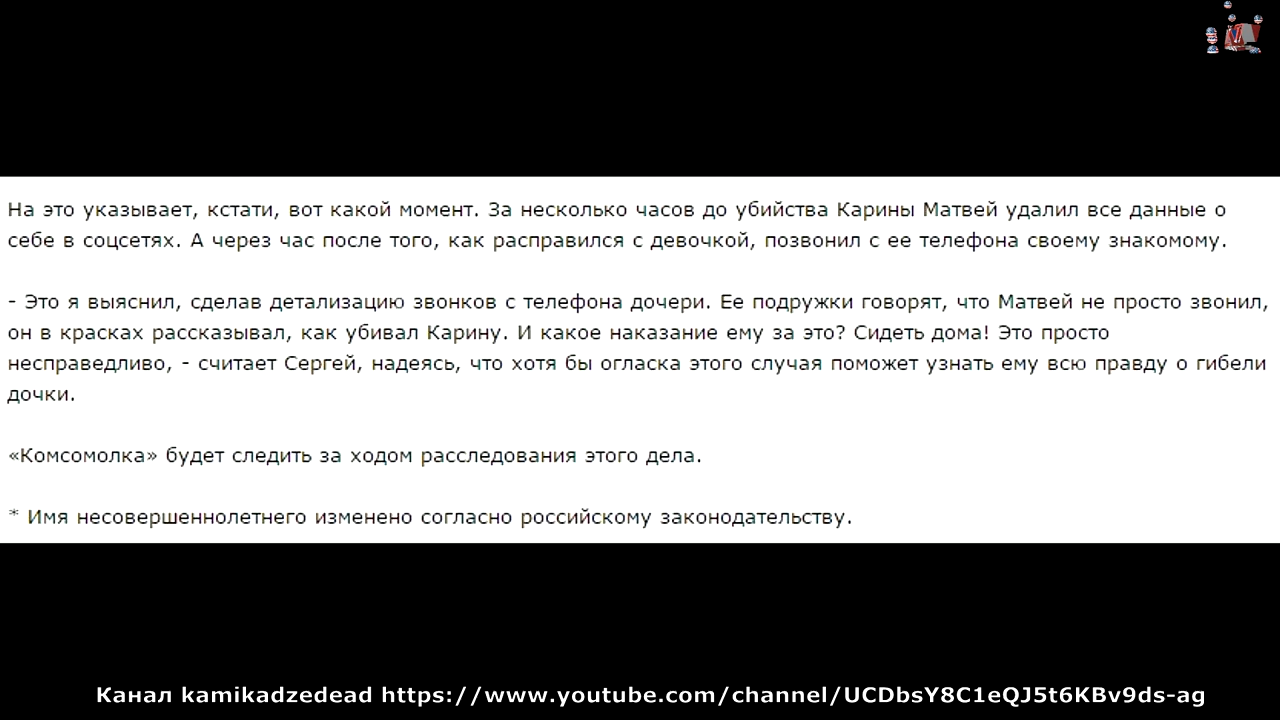 На это указывает, кстати, вот какой момент. За несколько часов до убийства Карины Матвей удалил все данные о
себе в соцсетях. А через час после того, как расправился с девочкой, позвонил с ее телефона своему знакомому.
- Это я выяснил, сделав детализацию звонков с телефона дочери. Ее подружки говорят, что Матвей не просто звонил,
он в красках рассказывал, как убивал Карину. И какое наказание ему за это? Сидеть дома! Это просто
несправедливо, - считает Сергей, надеясь, что хотя бы огласка этого случая поможет узнать ему всю правду о гибели
дочки.
«Комсомолка» будет следить за ходом расследования этого дела.
* Имя несовершеннолетнего изменено согласно российскому законодательству.
Канал kamikadzedead https://www.youtube.com/channel/UCDbsY8C1eQJ5t6KBv9ds-ag